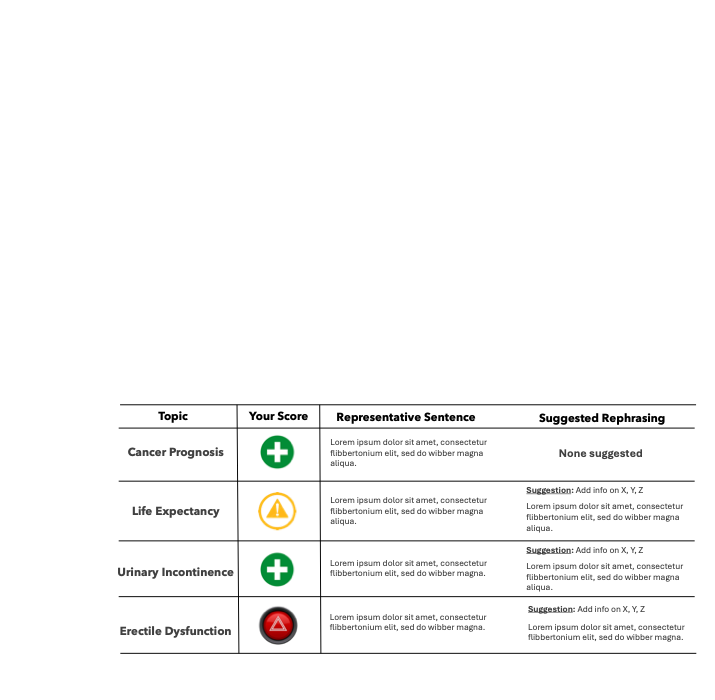 Topic
Your Score
Representative Sentence
Suggested Rephrasing
Cancer Prognosis
Lorem ipsum dolor sit amet, consectetur
flibbertonium elit, sed do wibber magna
aliqua.
None suggested
Life Expectancy
Lorem ipsum dolor sit amet, consectetur
flibbertonium elit, sed do wibber magna
aliqua.
Suggestion: Add info on X, Y, Z
Lorem ipsum dolor sit amet, consectetur
flibbertonium elit, sed do wibber magna
aliqua.
Urinary Incontinence
Lorem ipsum dolor sit amet, consectetur
flibbertonium elit, sed do wibber magna.
Suggestion: Add info on X, Y, Z
Lorem ipsum dolor sit amet, consectetur
flibbertonium elit, sed do wibber magna
aliqua.
Erectile Dysfunction
Lorem ipsum dolor sit amet, consectetur
flibbertonium elit, sed do wibber magna.
Suggestion: Add info on X, Y, Z
Lorem ipsum dolor sit amet, consectetur
flibbertonium elit, sed do wibber magna.